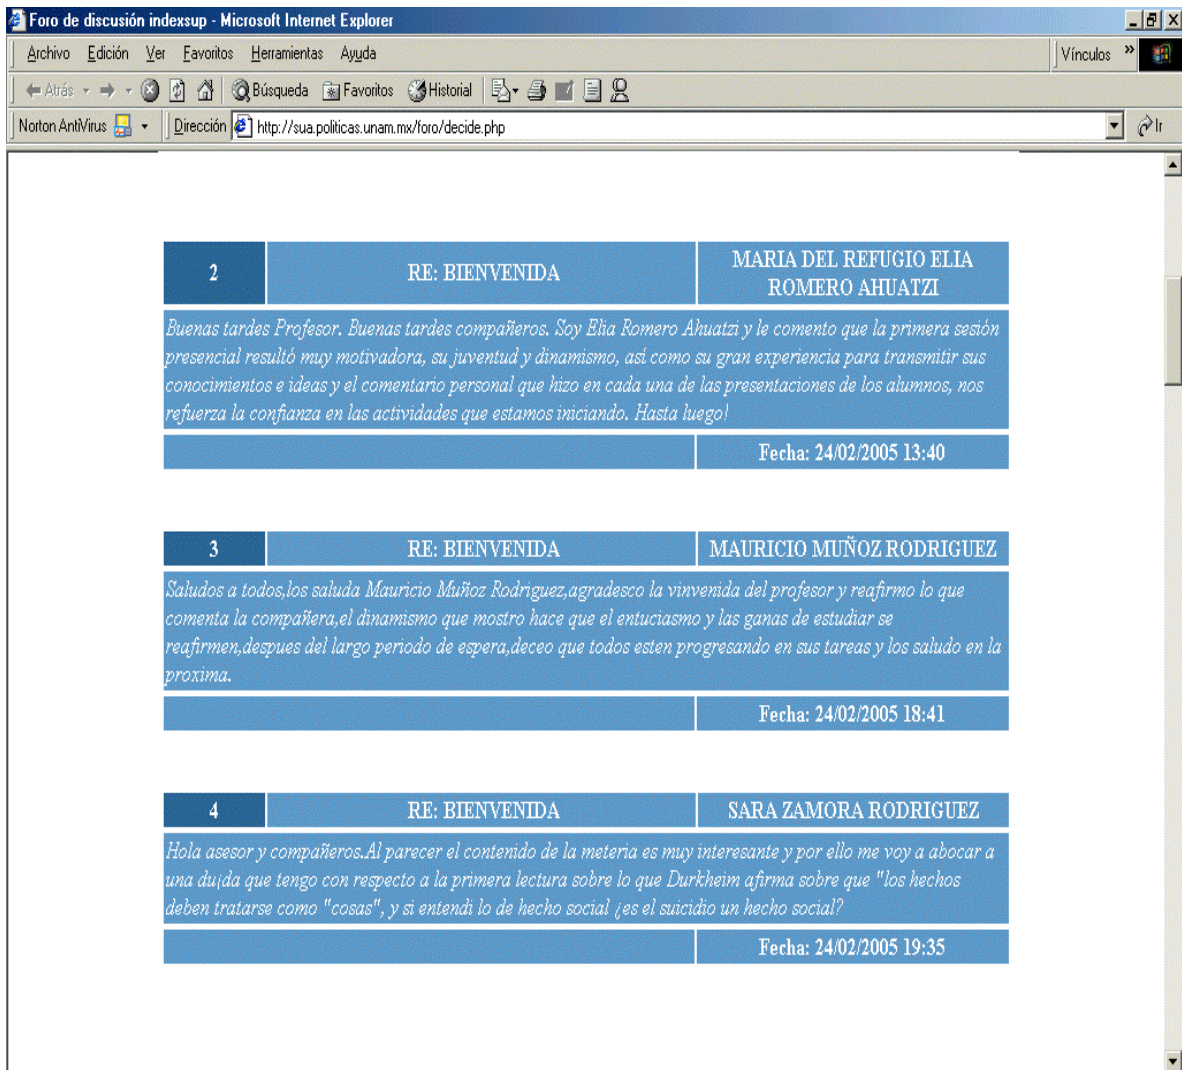 Foro de discusión indexsup - Microsoft Internet Explorer
Archivo Edición Ver Favoritos Herramientas Ayuda Vínculos »
Atrás Búsqueda Favoritos Historial
Norton AntiVirus Dirección http://sua.politicas.unam.mx/foro/decide.php Ir
2 RE: BIENVENIDA MARIA DEL REFUGIO ELIA
ROMERO AHUATZI
Buenas tardes Profesor. Buenas tardes compañeros. Soy Elia Romero Ahuatzi y le comento que la primera sesión
presencial resultó muy motivadora, su juventud y dinamismo, así como su gran experiencia para transmitir sus
conocimientos e ideas y el comentario personal que hizo en cada una de las presentaciones de los alumnos, nos
refuerza la confianza en las actividades que estamos iniciando. Hasta luego!
Fecha: 24/02/2005 13:40
3 RE: BIENVENIDA MAURICIO MUÑOZ RODRIGUEZ
Saludos a todos,los saluda Mauricio Muñoz Rodriguez,agradesco la vinvenida del profesor y reafirmo lo que
comenta la compañera,el dinamismo que mostro hace que el entuciasmo y las ganas de estudiar se
reafirmen,despues del largo periodo de espera,deceo que todos esten progresando en sus tareas y los saludo en la
proxima.
Fecha: 24/02/2005 18:41
4 RE: BIENVENIDA SARA ZAMORA RODRIGUEZ
Hola asesor y compañeros.Al parecer el contenido de la meteria es muy interesante y por ello me voy a abocar a
una du¡da que tengo con respecto a la primera lectura sobre lo que Durkheim afirma sobre que "los hechos
deben tratarse como "cosas", y si entendi lo de hecho social ¿es el suicidio un hecho social?
Fecha: 24/02/2005 19:35